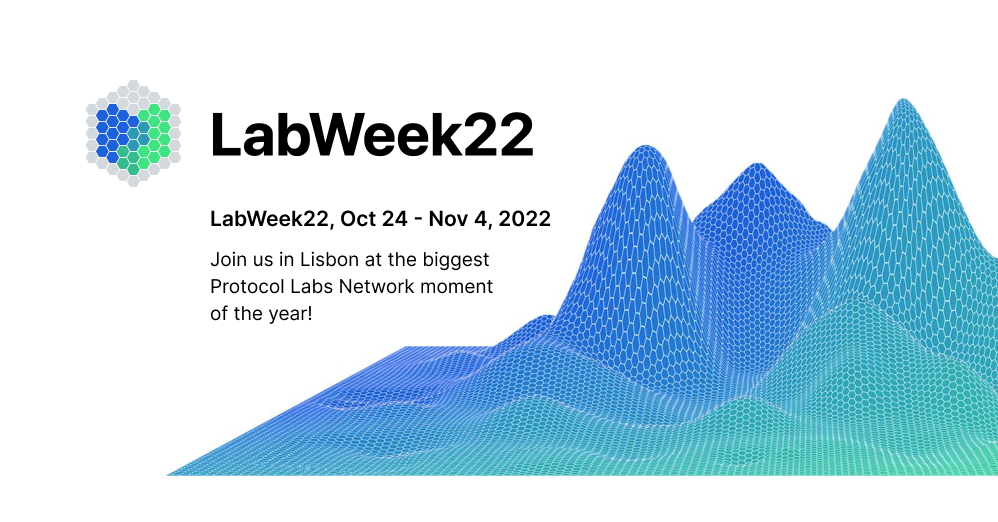 LabWeek22
LabWeek22, Oct 24 - Nov 4, 2022
Join us in Lisbon at the biggest
Protocol Labs Network moment
of the year!